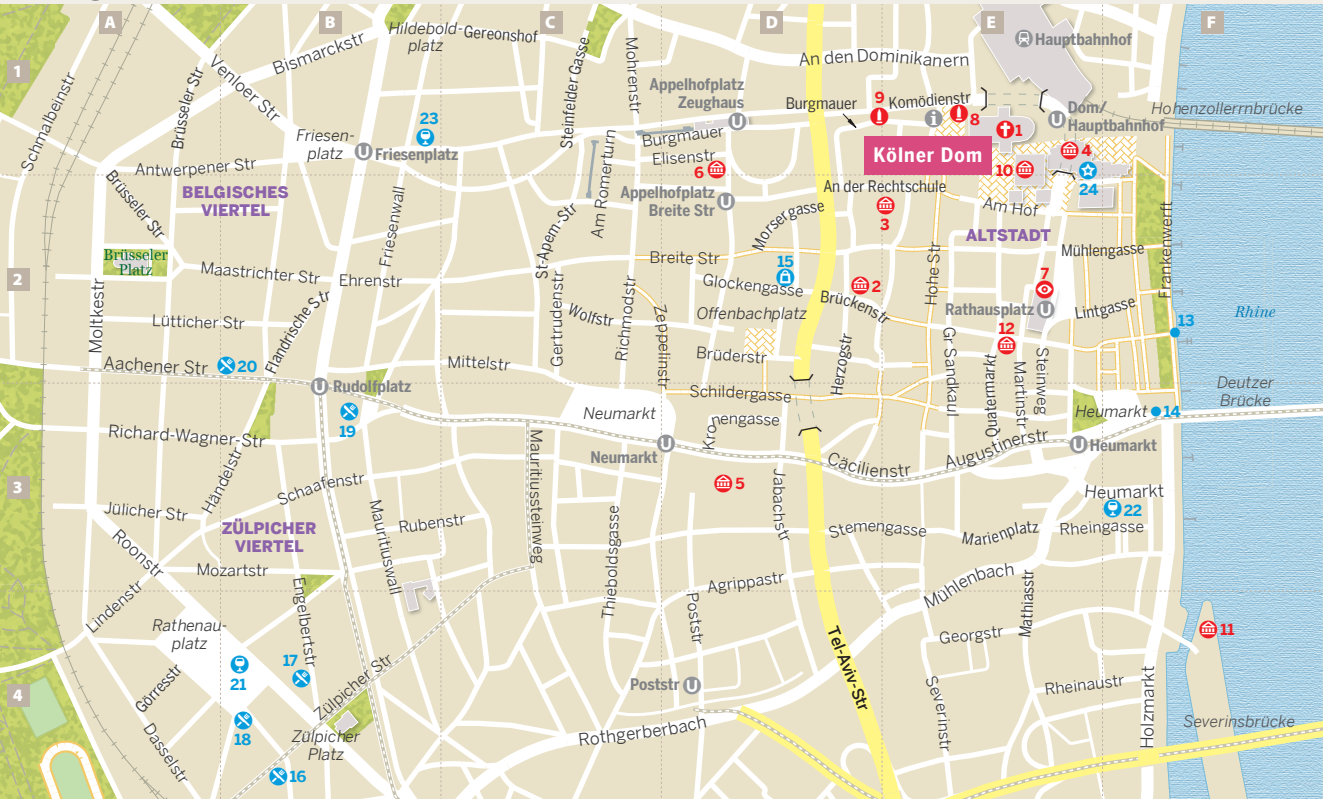 A
B
C
D
E
F
1
2
3
4
Hildebold-
platz
Gereonshof
Bismarckstr
Venloer Str
Brüsseler Str
Schmalbeinstr
Steinfelder Gasse
Mohrenstr
Appelhofplatz
Zeughaus
An den Dominikanern
Hauptbahnhof
Burgmauer
9
Komödienstr
8
Dom/
Hauptbahnhof
Hohenzollernbrücke
23
Friesen-
platz
Friesenplatz
Burgmauer
Elisenstr
6
1
Kölner Dom
4
10
24
Antwerpener Str
BELGISCHES
VIERTEL
Brüsseler Str
Friesenwall
Am Romerturm
St-Apern-Str
Appelhofplatz
Breite Str
An der Rechtschule
3
Am Hof
ALTSTADT
Morsergasse
Frankenwerft
Brüsseler
Platz
Maastrichter Str
Ehrenstr
Breite Str
15
Glockengasse
Offenbachplatz
2
Brückenstr
Hohe Str
Mühlengasse
7
Rathausplatz
Lintgasse
13
Rhine
Moltkestr
Lütticher Str
Flandrische Str
Gertrudenstr
Wolfstr
Richmodstr
Zeppelinstr
Brüderstr
Herzogstr
12
Gr Sandkaul
Quatermarkt
Martinstr
Steinweg
Aachener Str
20
Rudolfplatz
Mittelstr
Schildergasse
Deutzer
Brücke
19
Neumarkt
Kro-
nengasse
Heumarkt
14
Richard-Wagner-Str
Neumarkt
Cäcilienstr
Augustinerstr
Heumarkt
Händelstr
Schaafenstr
Mauritiussteinweg
5
Jabachstr
Heumarkt
22
Jülicher Str
ZÜLPICHER
VIERTEL
Mauritiuswall
Rubenstr
Thieboldsgasse
Stemengasse
Marienplatz
Rheingasse
Roonstr
Mozartstr
Engelbertstr
Agrippastr
Poststr
Mühlenbach
Mathiasstr
Lindenstr
Rathenau-
platz
Georgstr
11
Tel-Aviv-Str
21
17
Görresstr
Zülpicher Str
Poststr
Severinstr
Rheinaustr
Holzmarkt
18
Zülpicher
Platz
Rothgerberbach
Severinsbrücke
Dasselstr
16